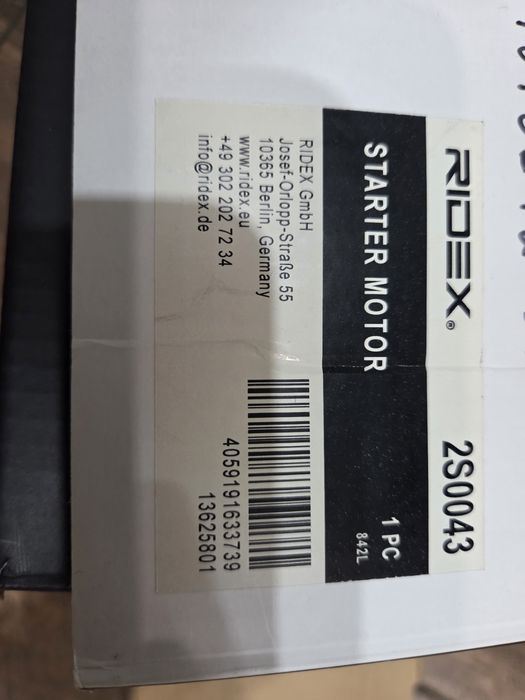 RIDEX® 2S0043
STARTER MOTOR 1 PC
842L
RIDEX GmbH
Josef-Orlopp-Straße 55
10365 Berlin, Germany
www.ridex.eu
+49 302 202 72 34
info@ridex.de
4059191633739
13625801